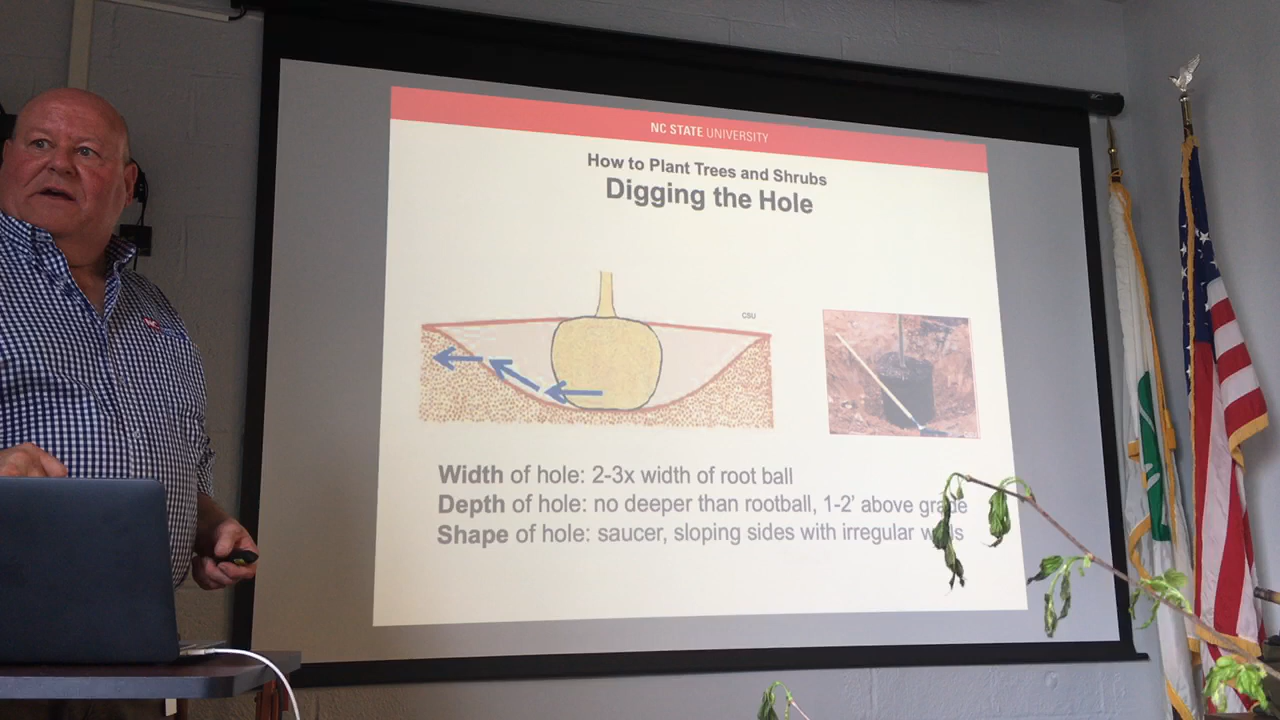 NC STATE UNIVERSITY
How to Plant Trees and Shrubs
Digging the Hole
CSU
Width of hole: 2-3x width of root ball
Depth of hole: no deeper than rootball, 1-2' above grade
Shape of hole: saucer, sloping sides with irregular walls